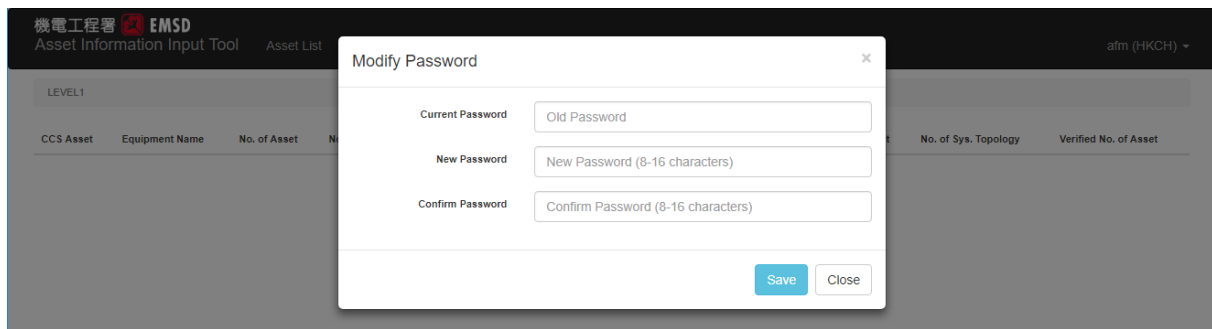 機電工程署 EMSD
Asset Information Input Tool Asset List afm (HKCH)
LEVEL1
CCS Asset Equipment Name No. of Asset No. of Sys. Topology Verified No. of Asset
Modify Password ×
Current Password Old Password
New Password New Password (8-16 characters)
Confirm Password Confirm Password (8-16 characters)
Save Close